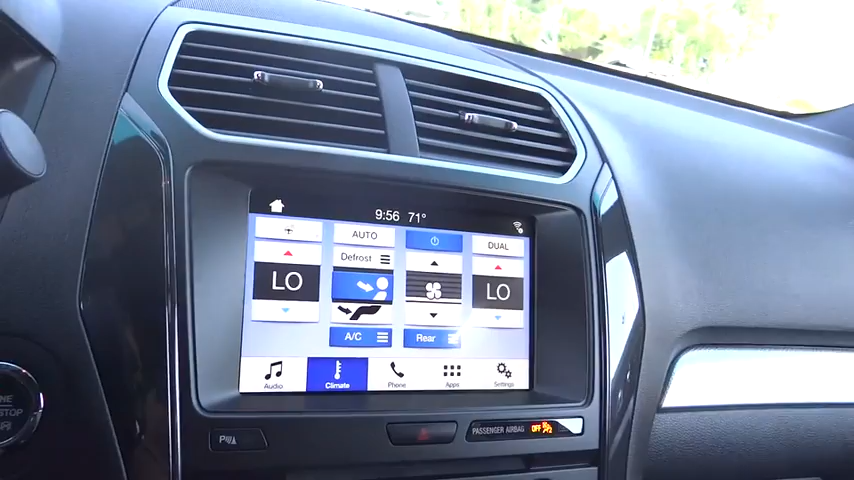 9:56 71°
AUTO
DUAL
Defrost
LO
LO
A/C
Rear
Audio
Climate
Phone
Apps
Settings
STOP
PASSENGER AIRBAG OFF